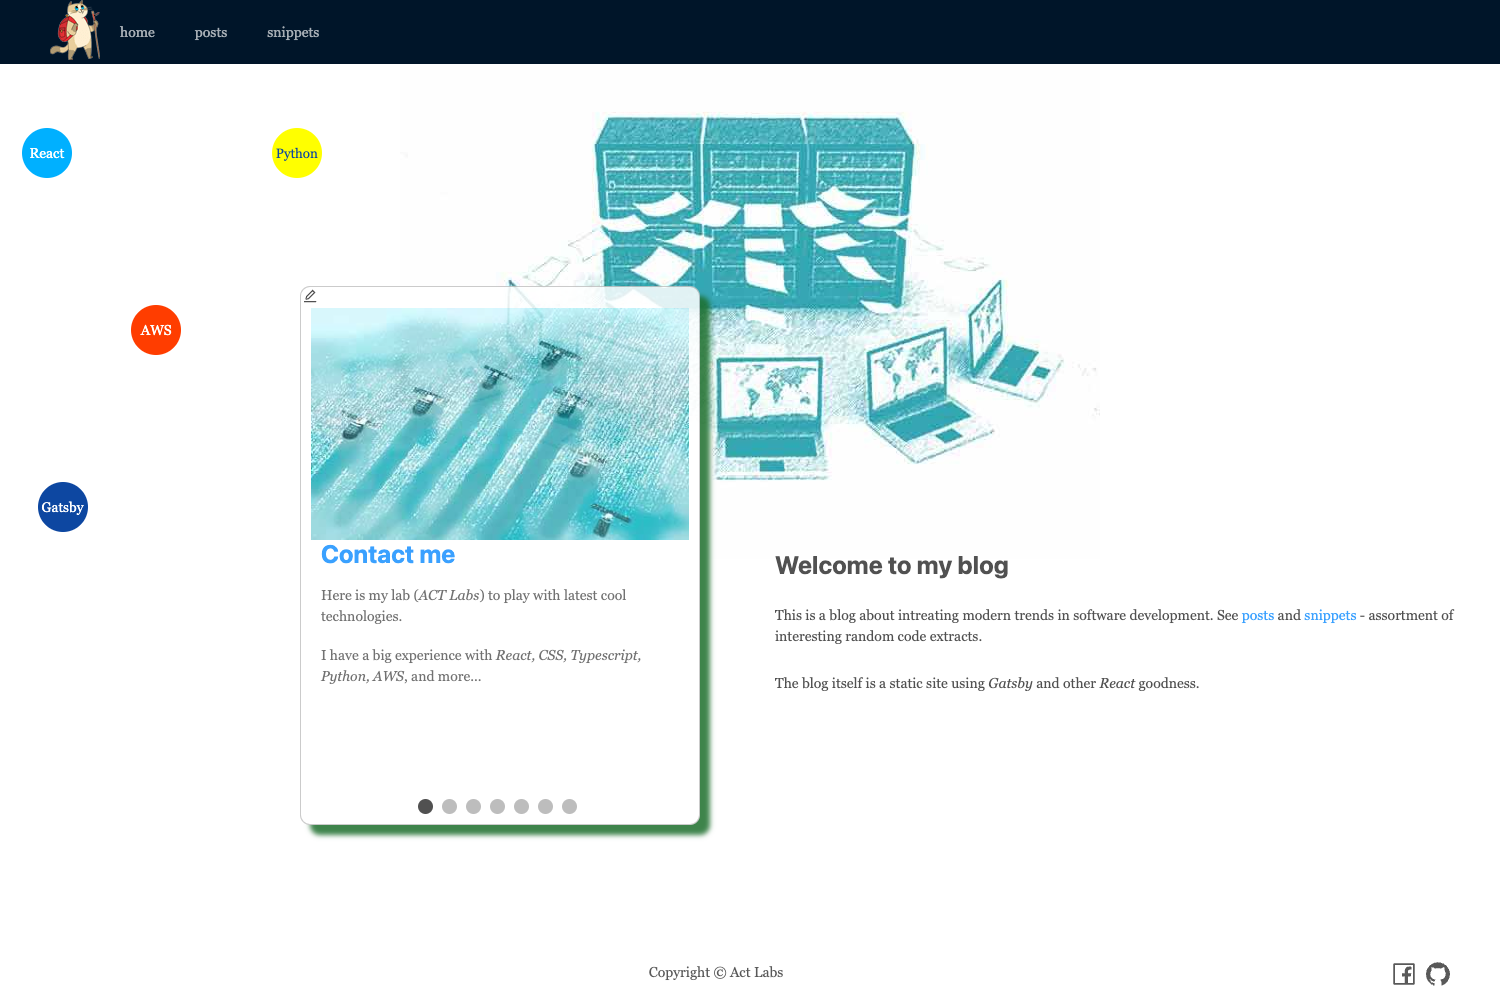 home
posts
snippets
React
Python
AWS
Gatsby
Contact me
Here is my lab (ACT Labs) to play with latest cool
technologies.
I have a big experience with React, CSS, Typescript,
Python, AWS, and more...
Welcome to my blog
This is a blog about intreating modern trends in software development. See posts and snippets - assortment of
interesting random code extracts.
The blog itself is a static site using Gatsby and other React goodness.
Copyright © Act Labs